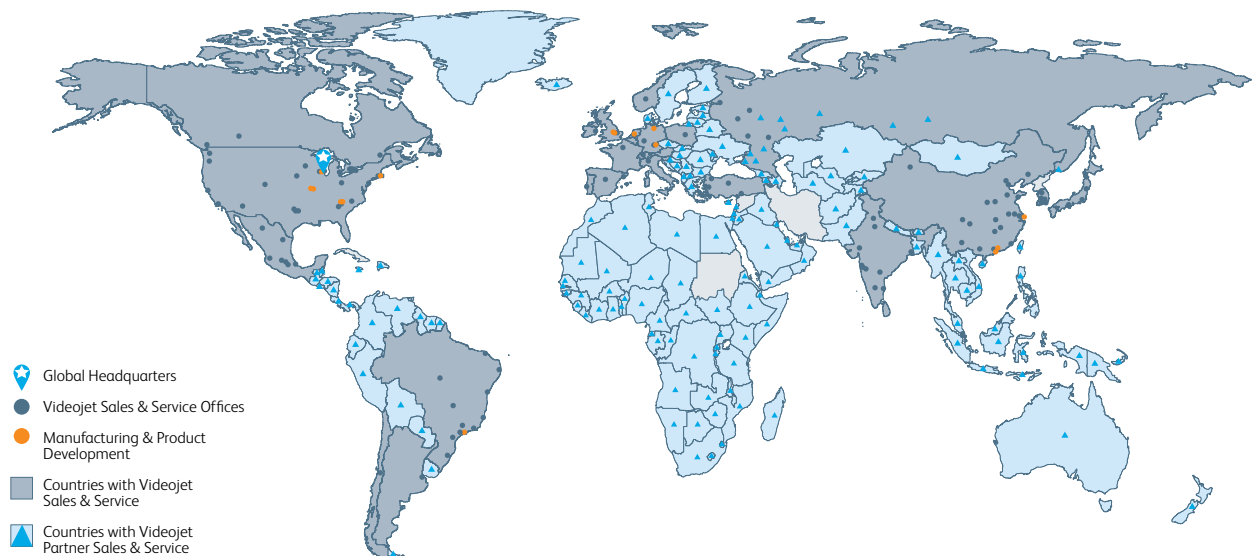 Global Headquarters
Videojet Sales & Service Offices
Manufacturing & Product
Development
Countries with Videojet
Sales & Service
Countries with Videojet
Partner Sales & Service